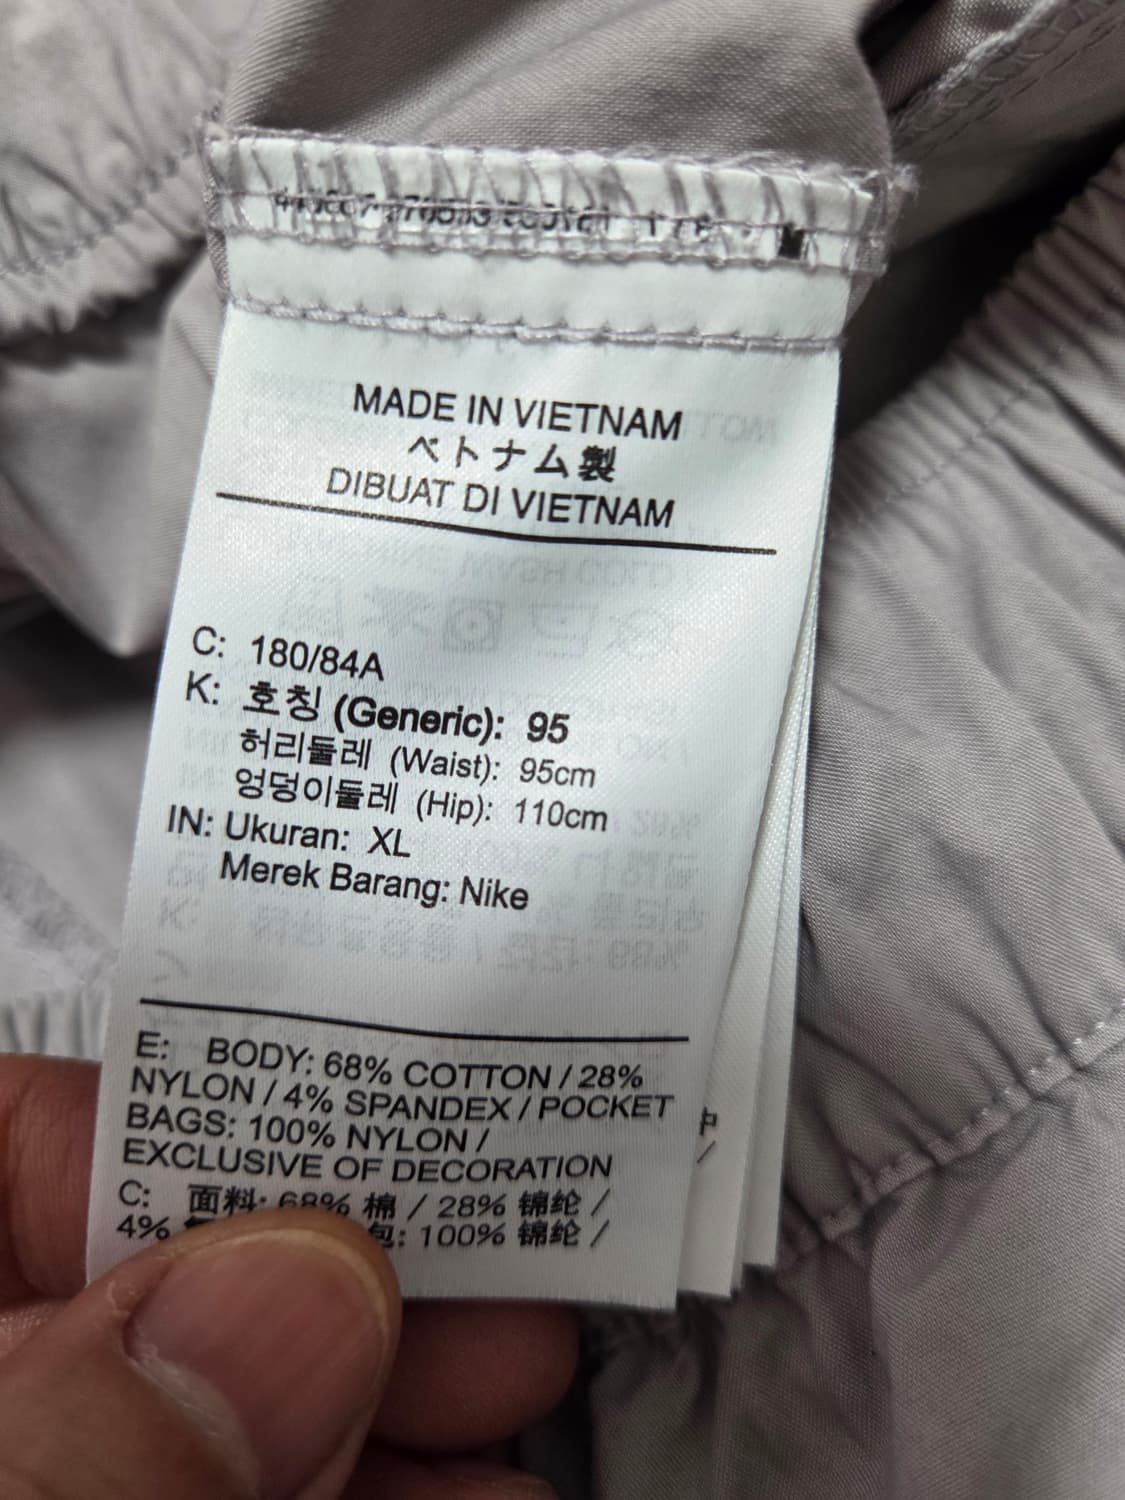 MADE IN VIETNAM
ベトナム製
DIBUAT DI VIETNAM
C: 180/84A
K: 호칭 (Generic): 95
허리둘레 (Waist): 95cm
엉덩이둘레 (Hip): 110cm
IN: Ukuran: XL
Merek Barang: Nike
E: BODY: 68% COTTON / 28%
NYLON / 4% SPANDEX / POCKET
BAGS: 100% NYLON /
EXCLUSIVE OF DECORATION
C: 面料: 68% 棉 / 28% 锦纶 /
4% 包: 100% 锦纶 /